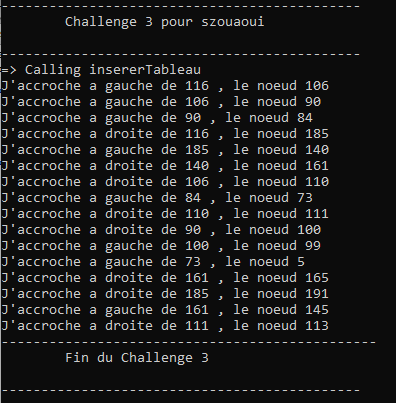 ---------------------------------------------
Challenge 3 pour szouaoui
---------------------------------------------
=> Calling insererTableau
J'accroche a gauche de 116 , le noeud 106
J'accroche a gauche de 106 , le noeud 90
J'accroche a gauche de 90 , le noeud 84
J'accroche a droite de 116 , le noeud 185
J'accroche a gauche de 185 , le noeud 140
J'accroche a droite de 140 , le noeud 161
J'accroche a droite de 106 , le noeud 110
J'accroche a gauche de 84 , le noeud 73
J'accroche a droite de 110 , le noeud 111
J'accroche a droite de 90 , le noeud 100
J'accroche a gauche de 100 , le noeud 99
J'accroche a gauche de 73 , le noeud 5
J'accroche a droite de 161 , le noeud 165
J'accroche a droite de 185 , le noeud 191
J'accroche a gauche de 161 , le noeud 145
J'accroche a droite de 111 , le noeud 113
-----------------------------------------------
Fin du Challenge 3
---------------------------------------------